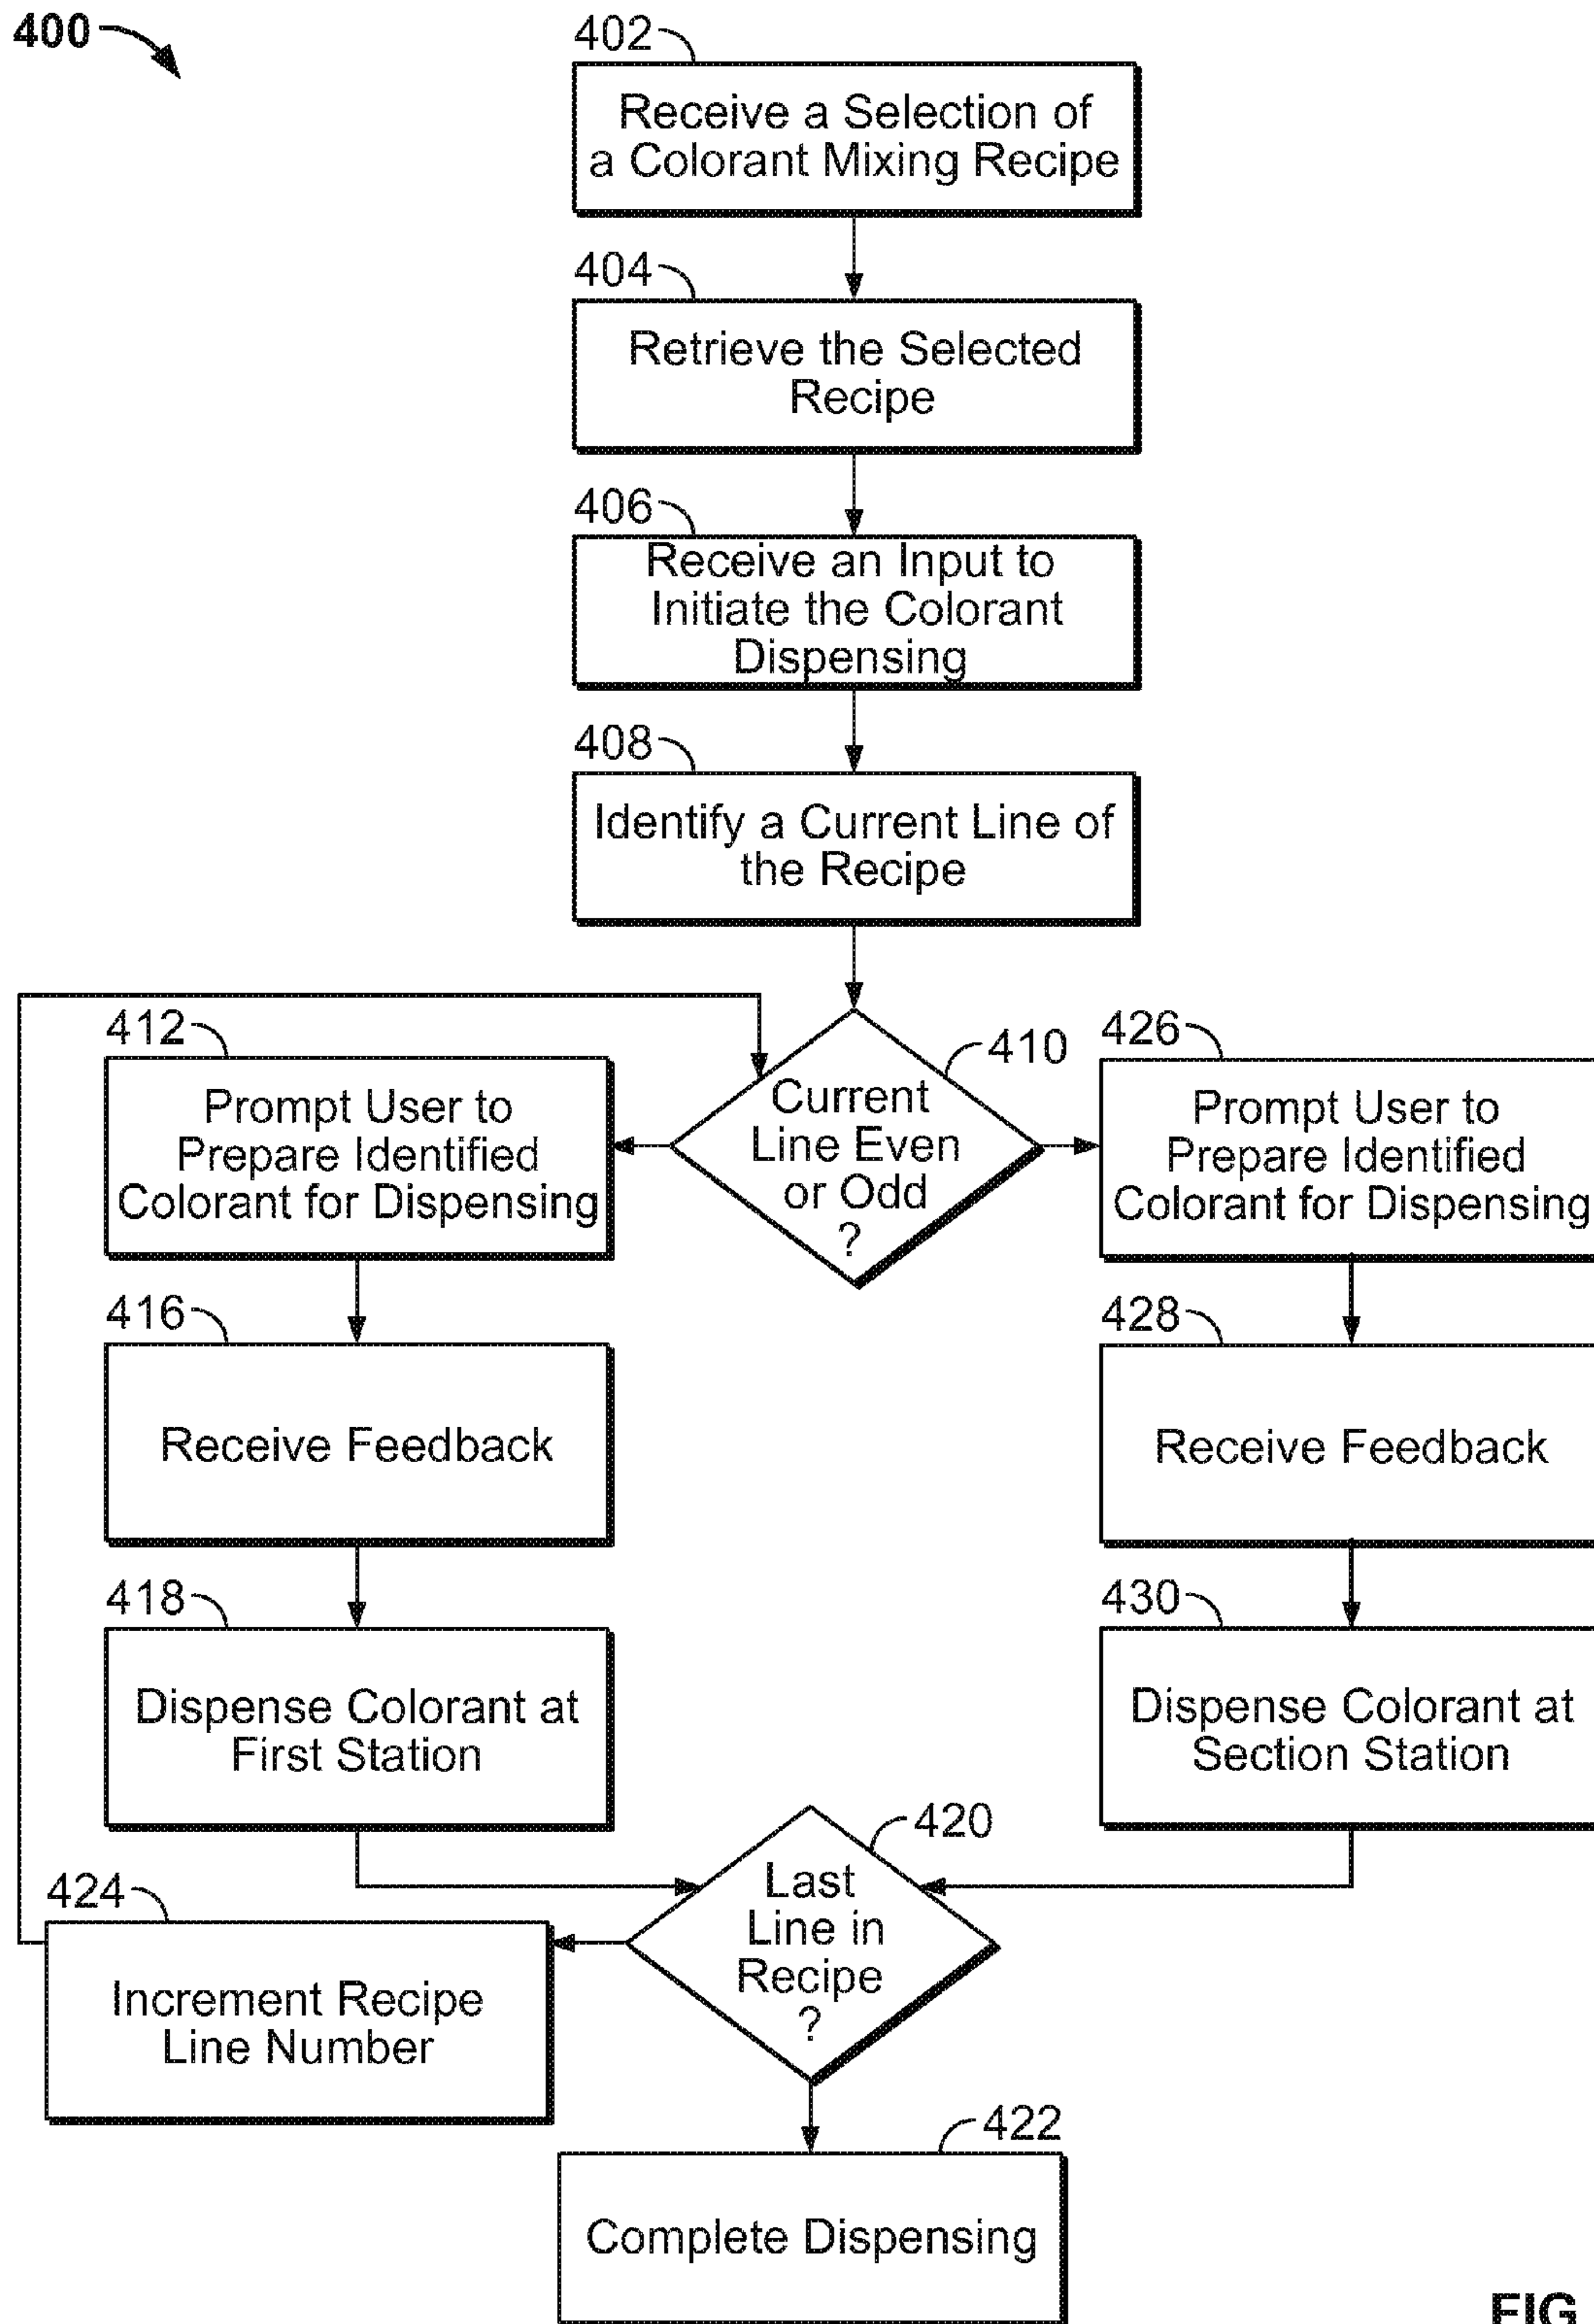 400
402
Receive a Selection of
a Colorant Mixing Recipe
404
Retrieve the Selected
Recipe
406
Receive an Input to
Initiate the Colorant
Dispensing
408
Identify a Current Line of
the Recipe
410
Current
Line Even
or Odd
?
412
Prompt User to
Prepare Identified
Colorant for Dispensing
416
Receive Feedback
418
Dispense Colorant at
First Station
426
Prompt User to
Prepare Identified
Colorant for Dispensing
428
Receive Feedback
430
Dispense Colorant at
Section Station
420
Last
Line in
Recipe
?
424
Increment Recipe
Line Number
422
Complete Dispensing
FIG